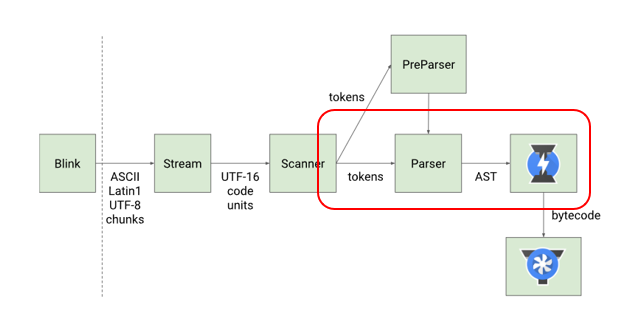 PreParser
tokens
Blink
Stream
Scanner
Parser
ASCII
Latin1
UTF-8
chunks
UTF-16
code
units
tokens
AST
bytecode